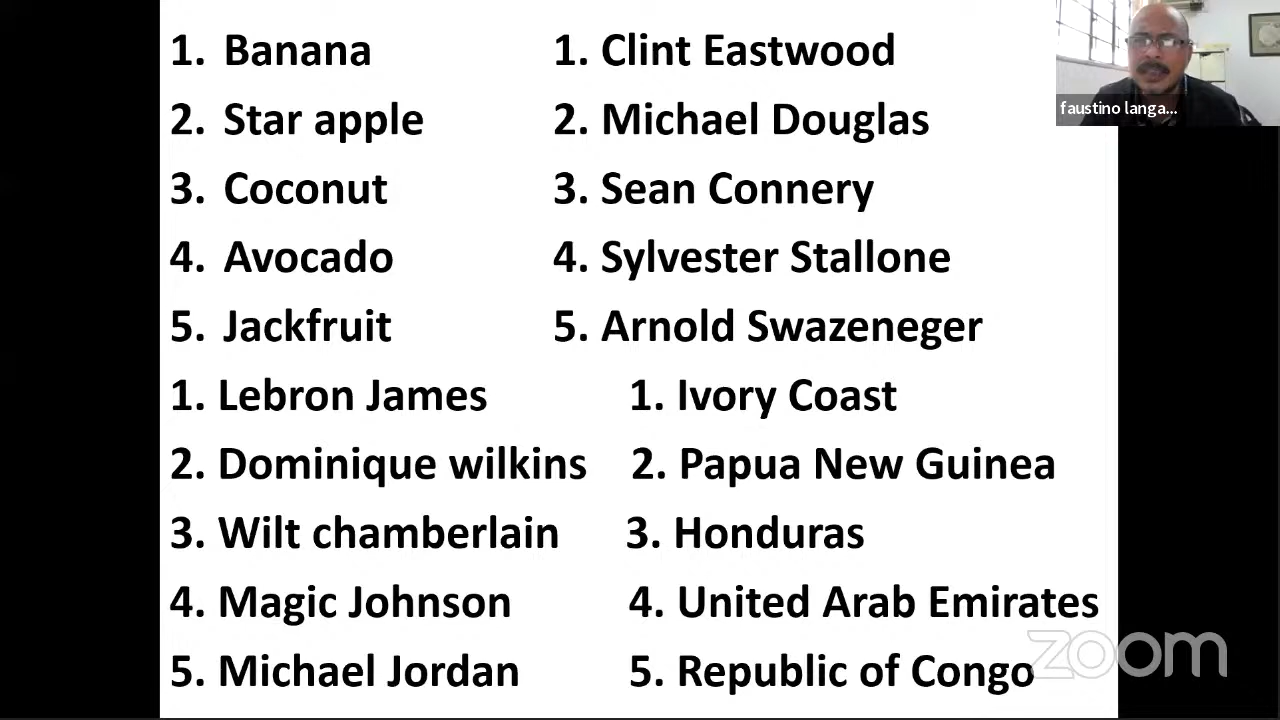 1. Banana
2. Star apple
3. Coconut
4. Avocado
5. Jackfruit
1. Clint Eastwood
2. Michael Douglas
3. Sean Connery
4. Sylvester Stallone
5. Arnold Swazeneger
1. Lebron James
2. Dominique wilkins
3. Wilt chamberlain
4. Magic Johnson
5. Michael Jordan
1. Ivory Coast
2. Papua New Guinea
3. Honduras
4. United Arab Emirates
5. Republic of Congo
faustino langa...
zoom